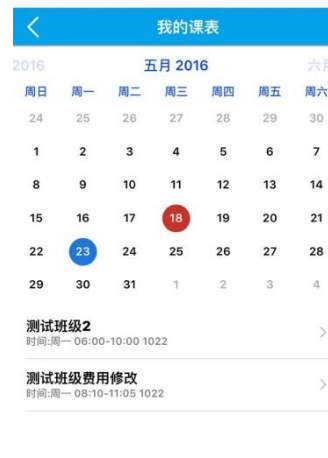 我的课表
2016 五月 2016 六月
周日 周一 周二 周三 周四 周五 周六
24 25 26 27 28 29 30
1 2 3 4 5 6 7
8 9 10 11 12 13 14
15 16 17 18 19 20 21
22 23 24 25 26 27 28
29 30 31 1 2 3 4
测试班级2
时间:周一 06:00-10:00 1022
测试班级费用修改
时间:周一 08:10-11:05 1022